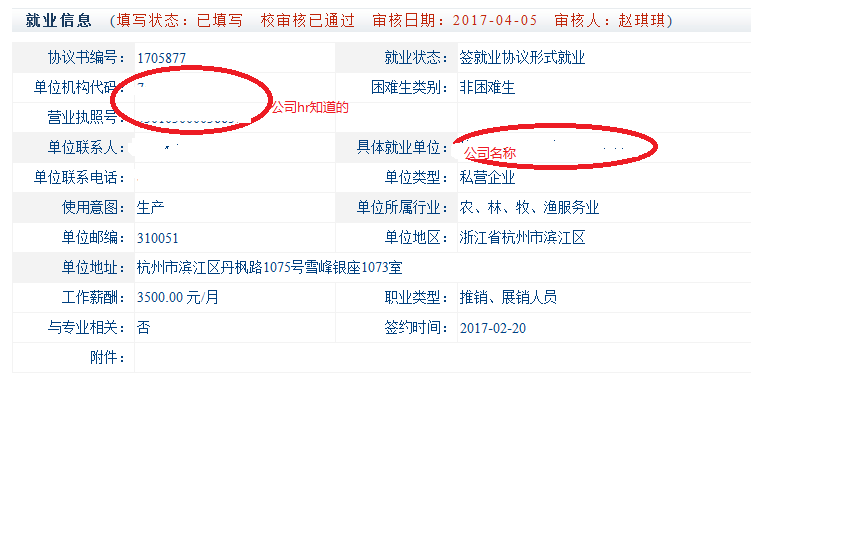 就业信息 (填写状态：已填写 校审核已通过 审核日期：2017-04-05 审核人：赵琪琪)
协议书编号： 1705877 就业状态： 签就业协议形式就业
单位机构代码： 困难生类别： 非困难生
公司hr知道的
营业执照号：
单位联系人： 具体就业单位： 公司名称
单位联系电话： 单位类型： 私营企业
使用意图： 生产 单位所属行业： 农、林、牧、渔服务业
单位邮编： 310051 单位地区： 浙江省杭州市滨江区
单位地址： 杭州市滨江区丹枫路1075号雪峰银座1073室
工作薪酬： 3500.00 元/月 职业类型： 推销、展销人员
与专业相关： 否 签约时间： 2017-02-20
附件：